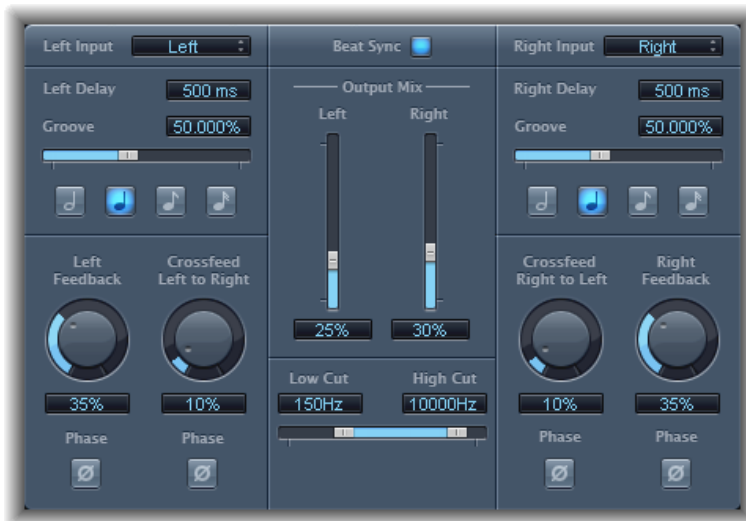 Left Input Left Beat Sync Right Input Right
Left Delay 500 ms
Groove 50.000%
Output Mix
Left Right
25% 30%
Right Delay 500 ms
Groove 50.000%
Left Feedback
35%
Phase
Ø
Crossfeed Left to Right
10%
Phase
Ø
Low Cut High Cut
150Hz 10000Hz
Crossfeed Right to Left
10%
Phase
Ø
Right Feedback
35%
Phase
Ø